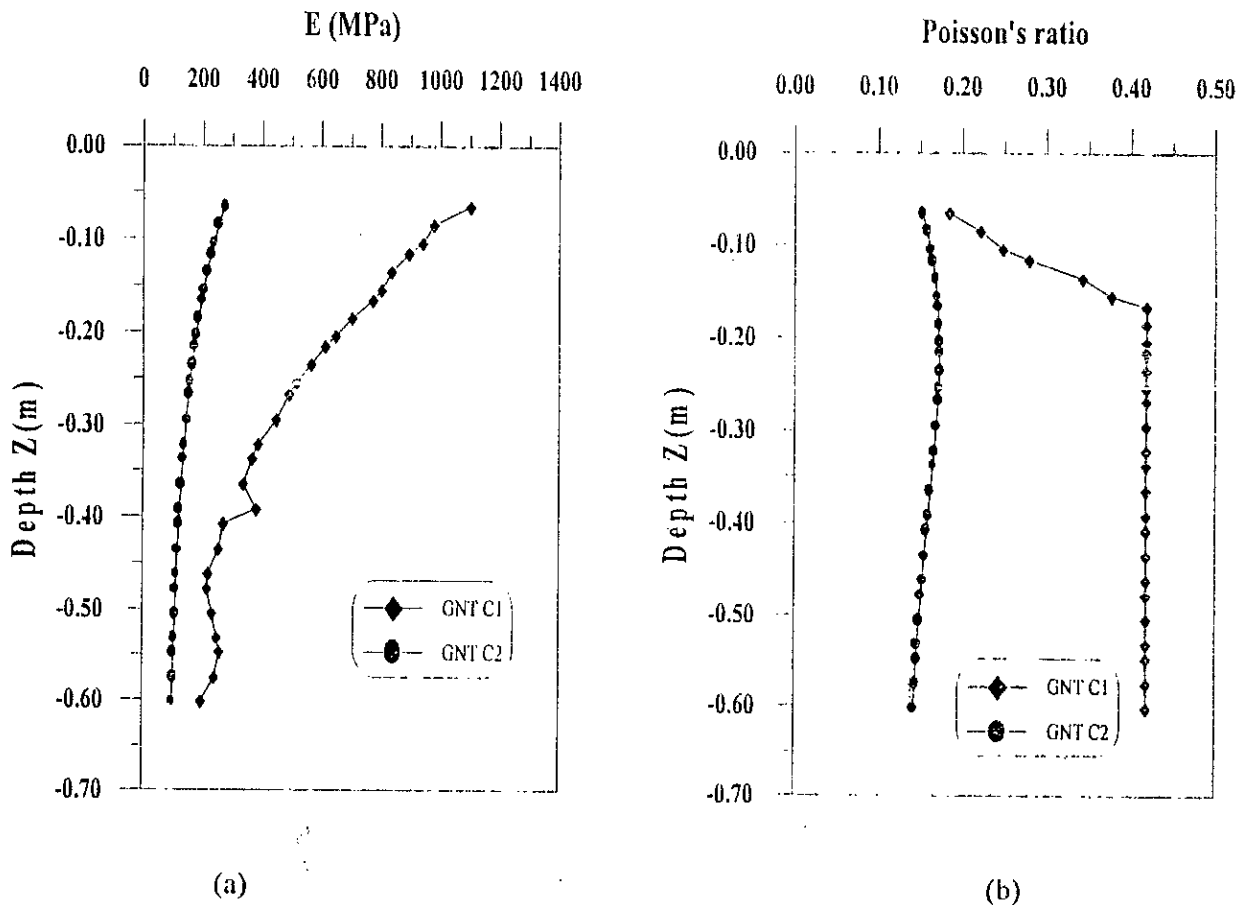 E (MPa)
0 200 400 600 800 1000 1200 1400
0.00
-0.10
-0.20
-0.30
-0.40
-0.50
-0.60
-0.70
Depth Z (m)
GNT C1
GNT C2
(a)
Poisson's ratio
0.00 0.10 0.20 0.30 0.40 0.50
0.00
-0.10
-0.20
-0.30
-0.40
-0.50
-0.60
-0.70
Depth Z (m)
GNT C1
GNT C2
(b)